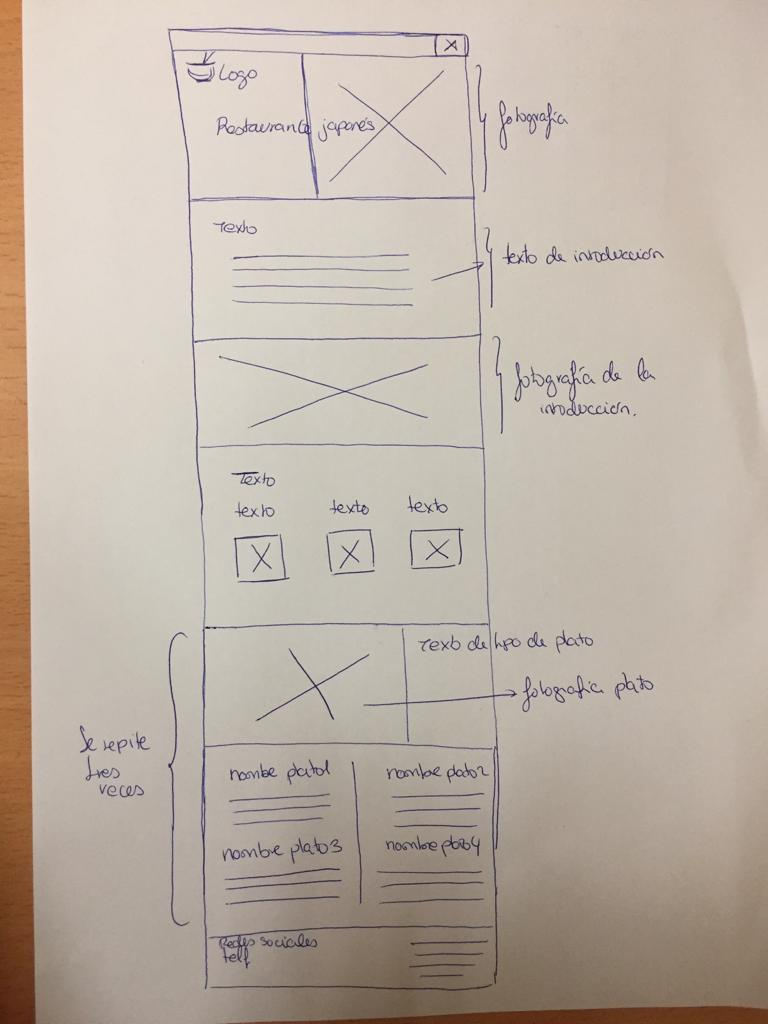 Logo
Restaurante japonés
fotografía
Texto
texto de introducción
fotografía de la
introducción.
Texto
texto
texto
texto
Texto de tipo de plato
fotografia plato
Se repite
tres
veces
nombre plato1
nombre plato2
nombre plato3
nombre plato4
Redes sociales
telf